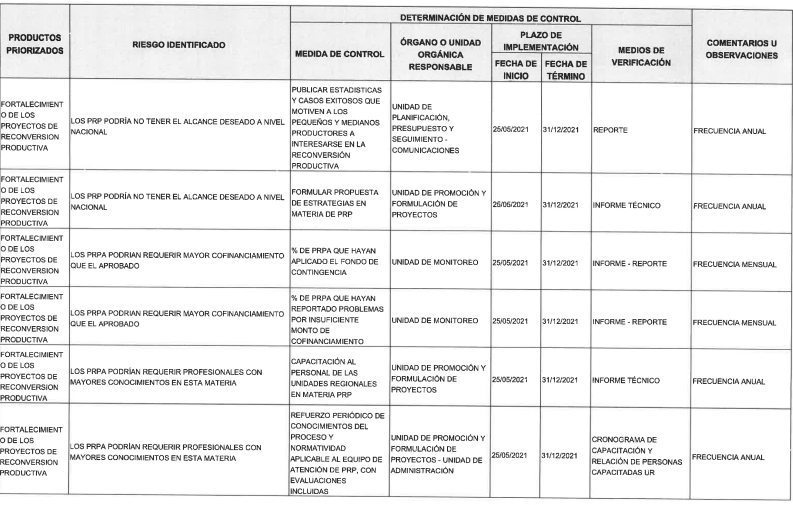 DETERMINACIÓN DE MEDIDAS DE CONTROL
PRODUCTOS
PRIORIZADOS
RIESGO IDENTIFICADO
MEDIDA DE CONTROL
ÓRGANO O UNIDAD
ORGÁNICA
RESPONSABLE
PLAZO DE
IMPLEMENTACIÓN
FECHA DE
INICIO
FECHA DE
TÉRMINO
MEDIOS DE
VERIFICACIÓN
COMENTARIOS U
OBSERVACIONES
FORTALECIMIENT
O DE LOS
PROYECTOS DE
RECONVERSION
PRODUCTIVA
LOS PRP PODRÍA NO TENER EL ALCANCE DESEADO A NIVEL
NACIONAL
PUBLICAR ESTADISTICAS
Y CASOS EXITOSOS QUE
MOTIVEN A LOS
PEQUEÑOS Y MEDIANOS
PRODUCTORES A
INTERESARSE EN LA
RECONVERSIÓN
PRODUCTIVA
UNIDAD DE
PLANIFICACIÓN,
PRESUPUESTO Y
SEGUIMIENTO -
COMUNICACIONES
25/05/2021
31/12/2021
REPORTE
FRECUENCIA ANUAL
FORTALECIMIENT
O DE LOS
PROYECTOS DE
RECONVERSION
PRODUCTIVA
LOS PRP PODRÍA NO TENER EL ALCANCE DESEADO A NIVEL
NACIONAL
FORMULAR PROPUESTA
DE ESTRATEGIAS EN
MATERIA DE PRP
UNIDAD DE PROMOCIÓN Y
FORMULACIÓN DE
PROYECTOS
25/05/2021
31/12/2021
INFORME TÉCNICO
FRECUENCIA ANUAL
FORTALECIMIENT
O DE LOS
PROYECTOS DE
RECONVERSION
PRODUCTIVA
LOS PRPA PODRIAN REQUERIR MAYOR COFINANCIAMIENTO
QUE EL APROBADO
% DE PRPA QUE HAYAN
APLICADO EL FONDO DE
CONTINGENCIA
UNIDAD DE MONITOREO
25/05/2021
31/12/2021
INFORME - REPORTE
FRECUENCIA MENSUAL
FORTALECIMIENT
O DE LOS
PROYECTOS DE
RECONVERSION
PRODUCTIVA
LOS PRPA PODRIAN REQUERIR MAYOR COFINANCIAMIENTO
QUE EL APROBADO
% DE PRPA QUE HAYAN
REPORTADO PROBLEMAS
POR INSUFICIENTE
MONTO DE
COFINANCIAMIENTO
UNIDAD DE MONITOREO
25/05/2021
31/12/2021
INFORME - REPORTE
FRECUENCIA MENSUAL
FORTALECIMIENT
O DE LOS
PROYECTOS DE
RECONVERSION
PRODUCTIVA
LOS PRPA PODRÍAN REQUERIR PROFESIONALES CON
MAYORES CONOCIMIENTOS EN ESTA MATERIA
CAPACITACIÓN AL
PERSONAL DE LAS
UNIDADES REGIONALES
EN MATERIA PRP
UNIDAD DE PROMOCIÓN Y
FORMULACIÓN DE
PROYECTOS
25/05/2021
31/12/2021
INFORME TÉCNICO
FRECUENCIA ANUAL
FORTALECIMIENT
O DE LOS
PROYECTOS DE
RECONVERSION
PRODUCTIVA
LOS PRPA PODRÍAN REQUERIR PROFESIONALES CON
MAYORES CONOCIMIENTOS EN ESTA MATERIA
REFUERZO PERIÓDICO DE
CONOCIMIENTOS DEL
PROCESO Y
NORMATIVIDAD
APLICABLE AL EQUIPO DE
ATENCIÓN DE PRP, CON
EVALUACIONES
INCLUIDAS
UNIDAD DE PROMOCIÓN Y
FORMULACIÓN DE
PROYECTOS - UNIDAD DE
ADMINISTRACIÓN
25/05/2021
31/12/2021
CRONOGRAMA DE
CAPACITACIÓN Y
RELACIÓN DE PERSONAS
CAPACITADAS UR
FRECUENCIA ANUAL